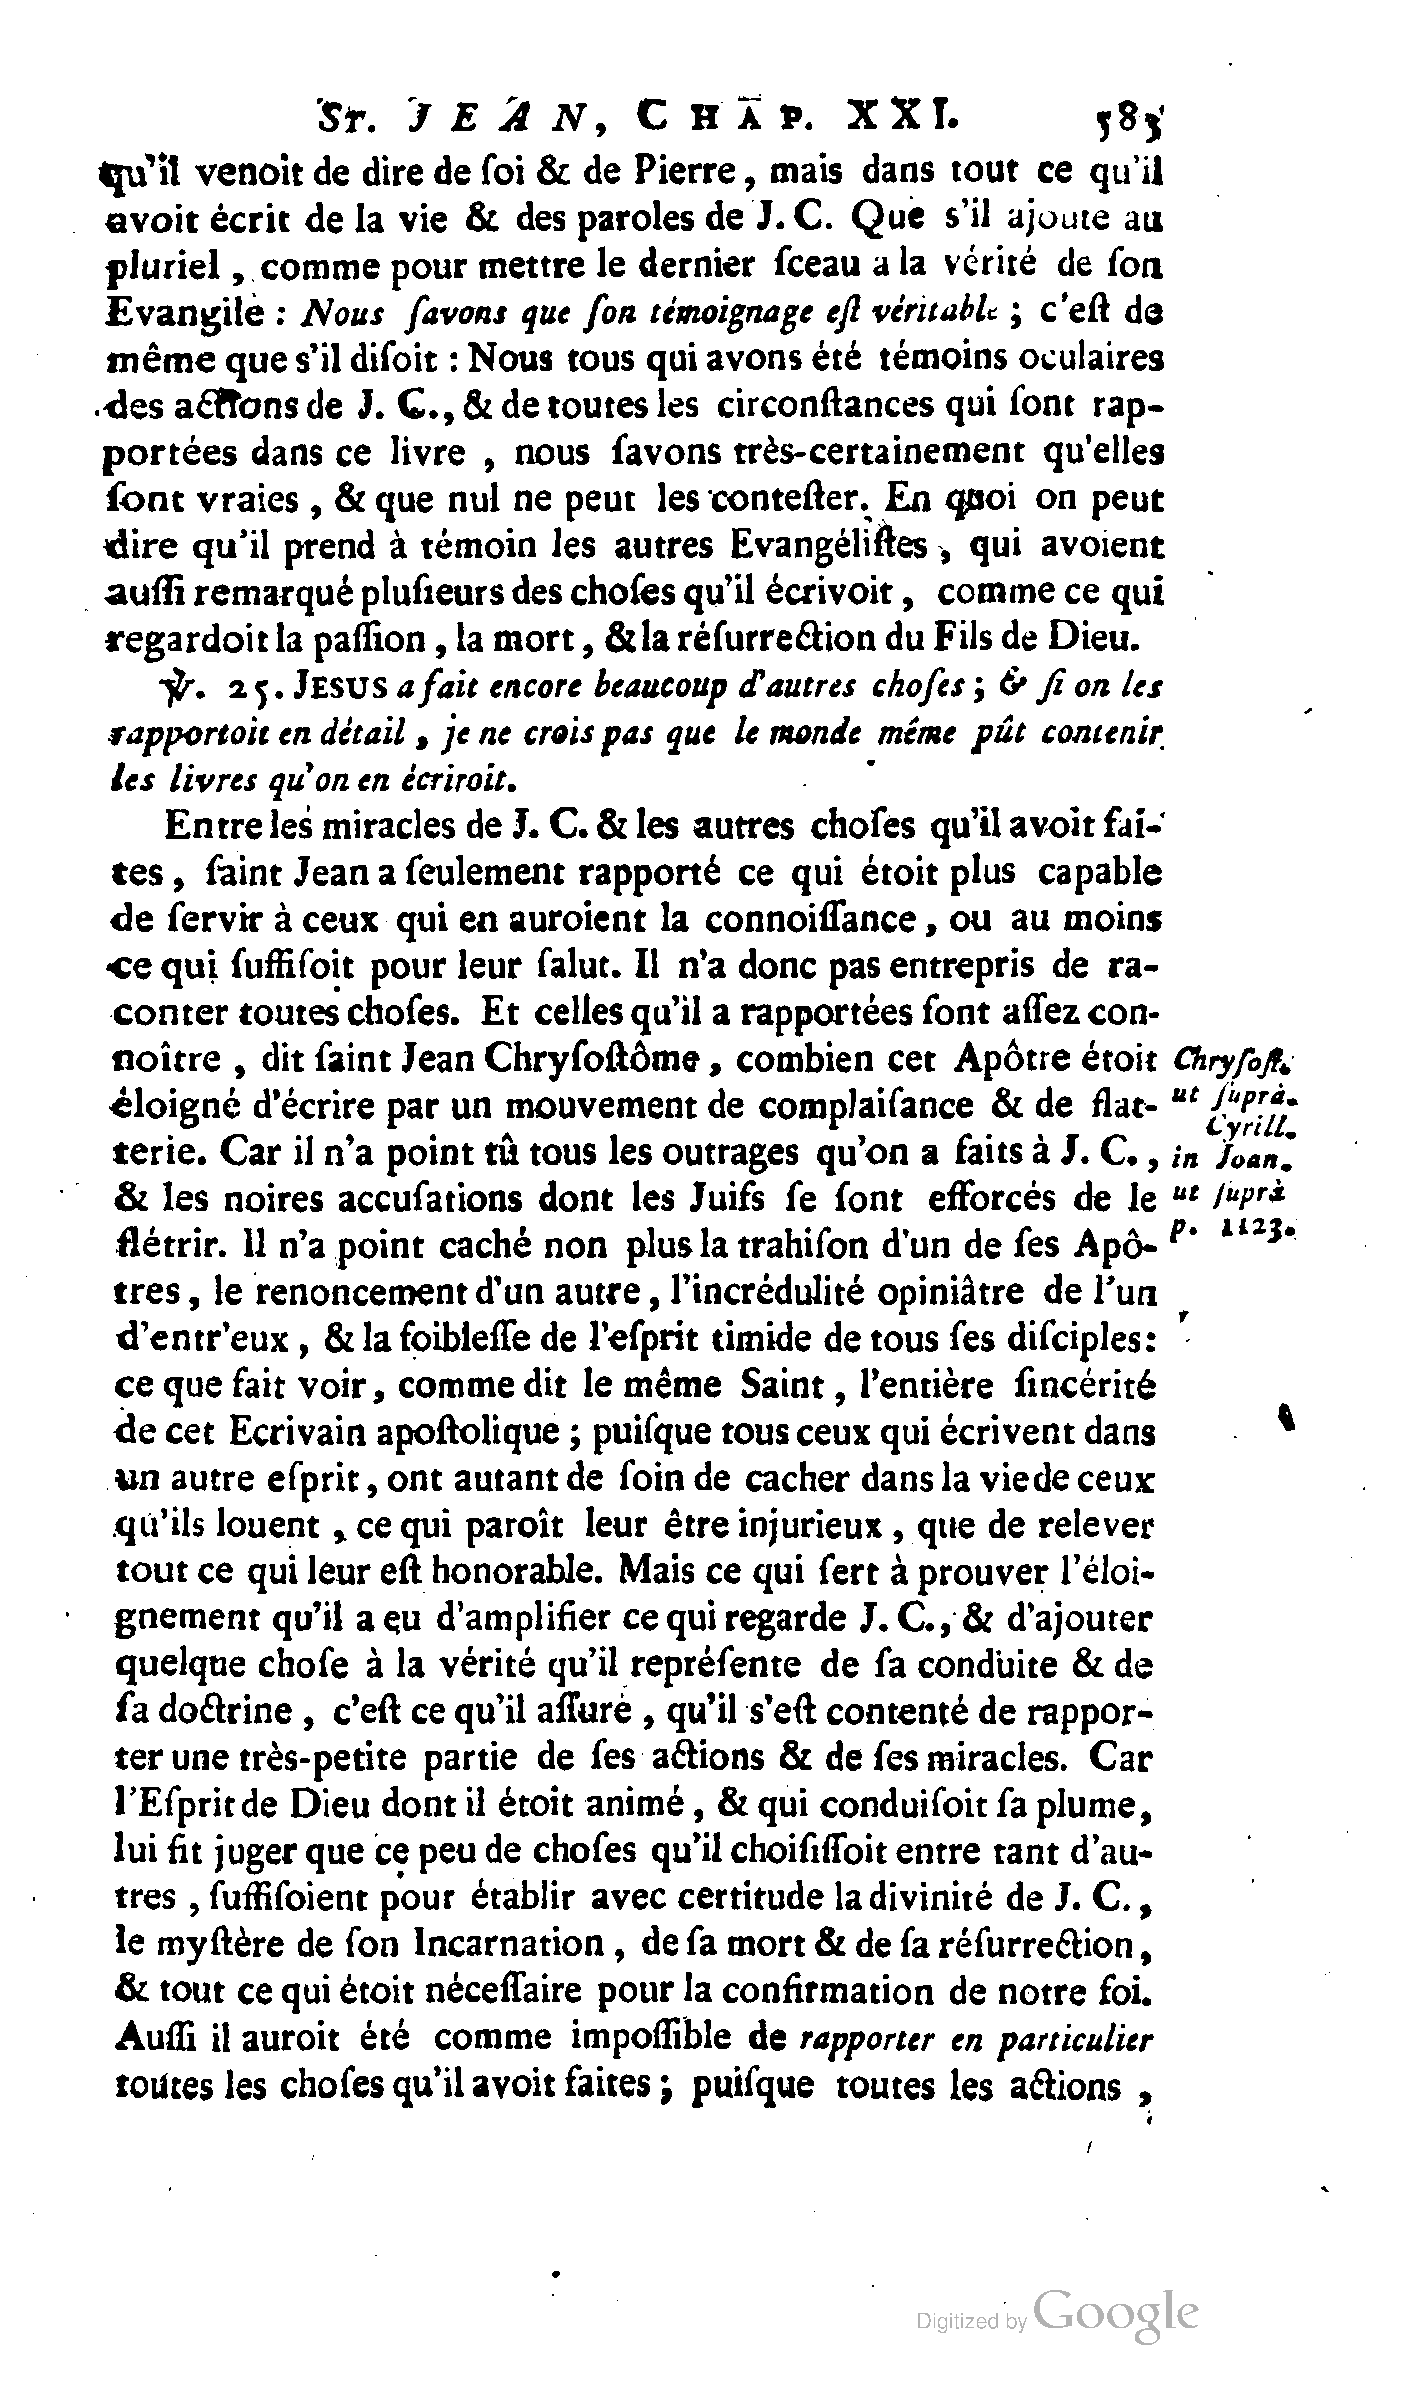 St. JEAN, CHAP. XXI. 585
qu'il venoit de dire de ſoi & de Pierre, mais dans tout ce qu'il
avoit écrit de la vie & des paroles de J. C. Que s'il ajoute au
pluriel, comme pour mettre le dernier ſceau a la vérité de ſon
Evangile : Nous ſavons que ſon témoignage eſt véritable ; c'eſt de
même que s'il diſoit : Nous tous qui avons été témoins oculaires
des actions de J. C., & de toutes les circonſtances qui ſont rap-
portées dans ce livre, nous ſavons très-certainement qu'elles
ſont vraies, & que nul ne peut les conteſter. En quoi on peut
dire qu'il prend à témoin les autres Evangéliſtes, qui avoient
auſſi remarqué pluſieurs des choſes qu'il écrivoit, comme ce qui
regardoit la paſſion, la mort, & la réſurrection du Fils de Dieu.
℣. 25. JESUS a fait encore beaucoup d'autres choſes ; & ſi on les
rapportoit en détail, je ne crois pas que le monde même pût contenir
les livres qu'on en écriroit.
Entre les miracles de J. C. & les autres choſes qu'il avoit fai-
tes, ſaint Jean a ſeulement rapporté ce qui étoit plus capable
de ſervir à ceux qui en auroient la connoiſſance, ou au moins
ce qui ſuffiſoit pour leur ſalut. Il n'a donc pas entrepris de ra-
conter toutes choſes. Et celles qu'il a rapportées font aſſez con-
noître, dit ſaint Jean Chryſoſtôme, combien cet Apôtre étoit
éloigné d'écrire par un mouvement de complaiſance & de flat-
terie. Car il n'a point tû tous les outrages qu'on a faits à J. C.,
& les noires accuſations dont les Juifs ſe ſont efforcés de le
flétrir. Il n'a point caché non plus la trahiſon d'un de ſes Apô-
tres, le renoncement d'un autre, l'incrédulité opiniâtre de l'un
d'entr'eux, & la foibleſſe de l'eſprit timide de tous ſes diſciples:
ce que fait voir, comme dit le même Saint, l'entière ſincérité
de cet Ecrivain apoſtolique ; puiſque tous ceux qui écrivent dans
un autre eſprit, ont autant de ſoin de cacher dans la vie de ceux
qu'ils louent, ce qui paroît leur être injurieux, que de relever
tout ce qui leur eſt honorable. Mais ce qui ſert à prouver l'éloi-
gnement qu'il a eu d'amplifier ce qui regarde J. C., & d'ajouter
quelque choſe à la vérité qu'il repréſente de ſa conduite & de
ſa doctrine, c'eſt ce qu'il aſſure, qu'il s'eſt contenté de rappor-
ter une très-petite partie de ſes actions & de ſes miracles. Car
l'Eſprit de Dieu dont il étoit animé, & qui conduiſoit ſa plume,
lui fit juger que ce peu de choſes qu'il choiſiſſoit entre tant d'au-
tres, ſuffiſoient pour établir avec certitude la divinité de J. C.,
le myſtère de ſon Incarnation, de ſa mort & de ſa réſurrection,
& tout ce qui étoit néceſſaire pour la confirmation de notre foi.
Auſſi il auroit été comme impoſſible de rapporter en particulier
toutes les choſes qu'il avoit faites ; puiſque toutes les actions,
Chryſoſt.
ut ſuprà.
Cyrill.
in Joan.
ut ſuprà
p. 1123.
Digitized by Google